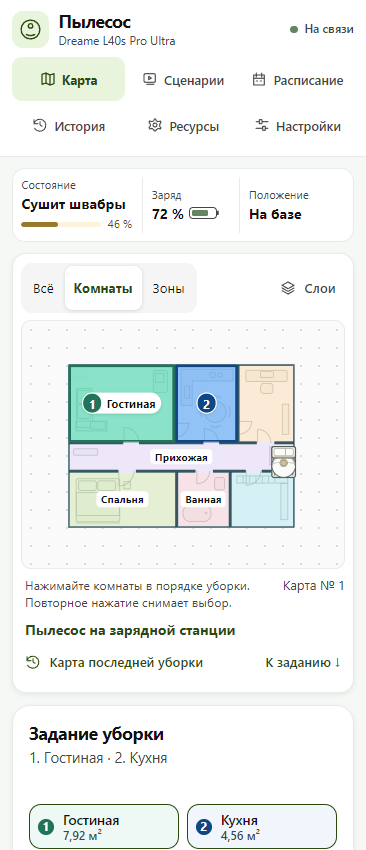 Пылесос
Dreame L40s Pro Ultra
На связи
Карта
Сценарии
Расписание
История
Ресурсы
Настройки
Состояние
Сушит швабры
46 %
Заряд
72 %
Положение
На базе
Всё
Комнаты
Зоны
Слои
1 Гостиная
2
Прихожая
Спальня
Ванная
Нажимайте комнаты в порядке уборки.
Повторное нажатие снимает выбор.
Карта № 1
Пылесос на зарядной станции
Карта последней уборки
К заданию ↓
Задание уборки
1. Гостиная · 2. Кухня
1 Гостиная
7,92 м²
2 Кухня
4,56 м²